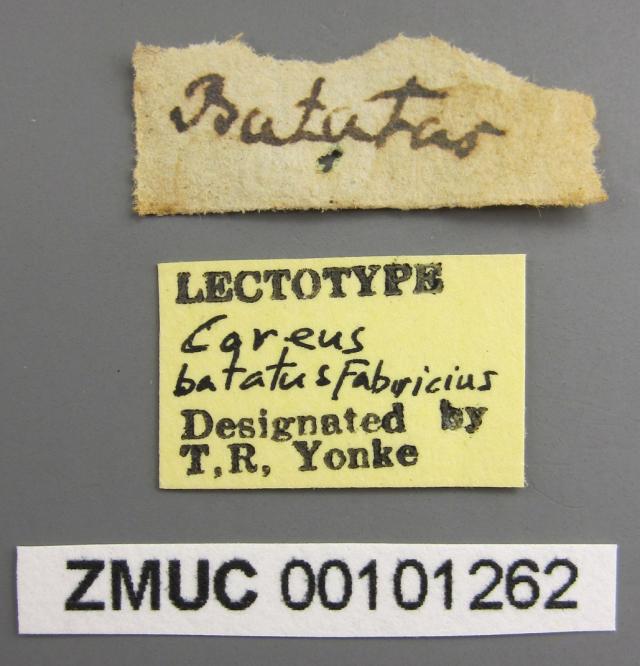 Batatas
LECTOTYPE
Coreus
batatus Fabricius
Designated by
T.R. Yonke
ZMUC 00101262